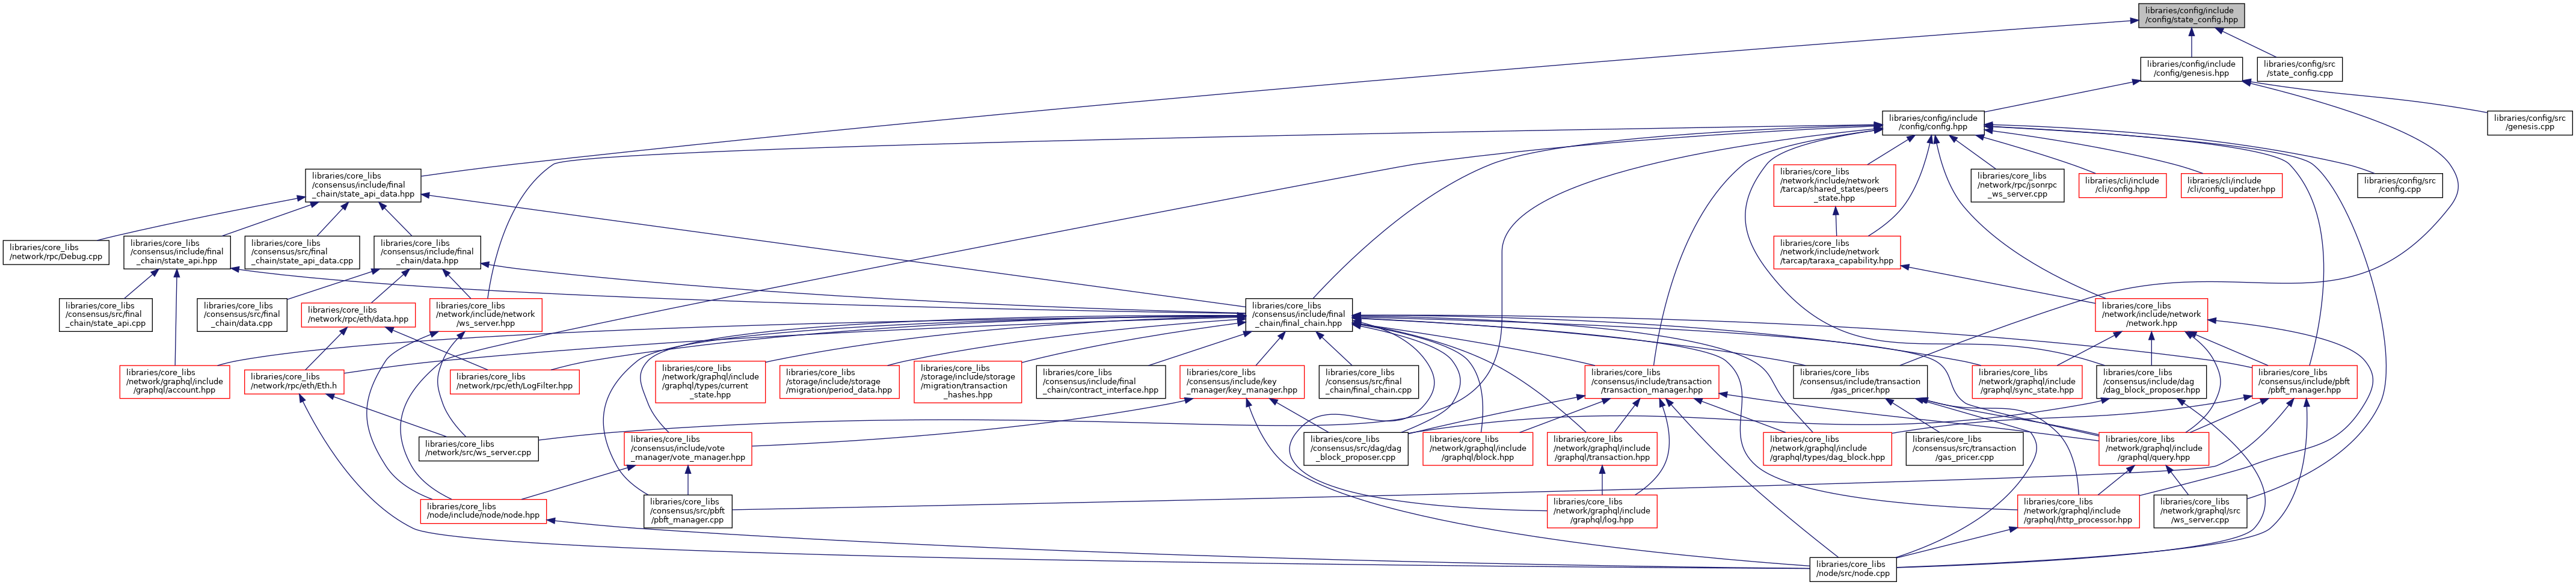 libraries/config/include
/config/state_config.hpp
libraries/config/include
/config/genesis.hpp
libraries/config/src
/state_config.cpp
libraries/config/include
/config/config.hpp
libraries/config/src
/genesis.cpp
libraries/core_libs
/consensus/include/final
_chain/state_api_data.hpp
libraries/core_libs
/network/include/network
/tarcap/shared_states/peers
_state.hpp
libraries/core_libs
/network/rpc/jsonrpc
_ws_server.cpp
libraries/cli/include
/cli/config.hpp
libraries/cli/include
/cli/config_updater.hpp
libraries/config/src
/config.cpp
libraries/core_libs
/network/rpc/Debug.cpp
libraries/core_libs
/consensus/include/final
_chain/state_api.hpp
libraries/core_libs
/consensus/src/final
_chain/state_api_data.cpp
libraries/core_libs
/consensus/include/final
_chain/data.hpp
libraries/core_libs
/network/include/network
/tarcap/taraxa_capability.hpp
libraries/core_libs
/consensus/src/final
_chain/state_api.cpp
libraries/core_libs
/consensus/src/final
_chain/data.cpp
libraries/core_libs
/network/rpc/eth/data.hpp
libraries/core_libs
/network/include/network
/ws_server.hpp
libraries/core_libs
/consensus/include/final
_chain/final_chain.hpp
libraries/core_libs
/network/include/network
/network.hpp
libraries/core_libs
/network/graphql/include
/graphql/account.hpp
libraries/core_libs
/network/rpc/eth/Eth.h
libraries/core_libs
/network/rpc/eth/LogFilter.hpp
libraries/core_libs
/network/graphql/include
/graphql/types/current
_state.hpp
libraries/core_libs
/storage/include/storage
/migration/period_data.hpp
libraries/core_libs
/storage/include/storage
/migration/transaction
_hashes.hpp
libraries/core_libs
/consensus/include/final
_chain/contract_interface.hpp
libraries/core_libs
/consensus/include/key
_manager/key_manager.hpp
libraries/core_libs
/consensus/src/final
_chain/final_chain.cpp
libraries/core_libs
/consensus/include/transaction
/transaction_manager.hpp
libraries/core_libs
/consensus/include/transaction
/gas_pricer.hpp
libraries/core_libs
/network/graphql/include
/graphql/sync_state.hpp
libraries/core_libs
/consensus/include/dag
/dag_block_proposer.hpp
libraries/core_libs
/consensus/include/pbft
/pbft_manager.hpp
libraries/core_libs
/network/src/ws_server.cpp
libraries/core_libs
/consensus/include/vote
_manager/vote_manager.hpp
libraries/core_libs
/consensus/src/dag/dag
_block_proposer.cpp
libraries/core_libs
/network/graphql/include
/graphql/block.hpp
libraries/core_libs
/network/graphql/include
/graphql/transaction.hpp
libraries/core_libs
/network/graphql/include
/graphql/types/dag_block.hpp
libraries/core_libs
/consensus/src/transaction
/gas_pricer.cpp
libraries/core_libs
/network/graphql/include
/graphql/query.hpp
libraries/core_libs
/node/include/node/node.hpp
libraries/core_libs
/consensus/src/pbft
/pbft_manager.cpp
libraries/core_libs
/network/graphql/include
/graphql/log.hpp
libraries/core_libs
/network/graphql/include
/graphql/http_processor.hpp
libraries/core_libs
/network/graphql/src
/ws_server.cpp
libraries/core_libs
/node/src/node.cpp